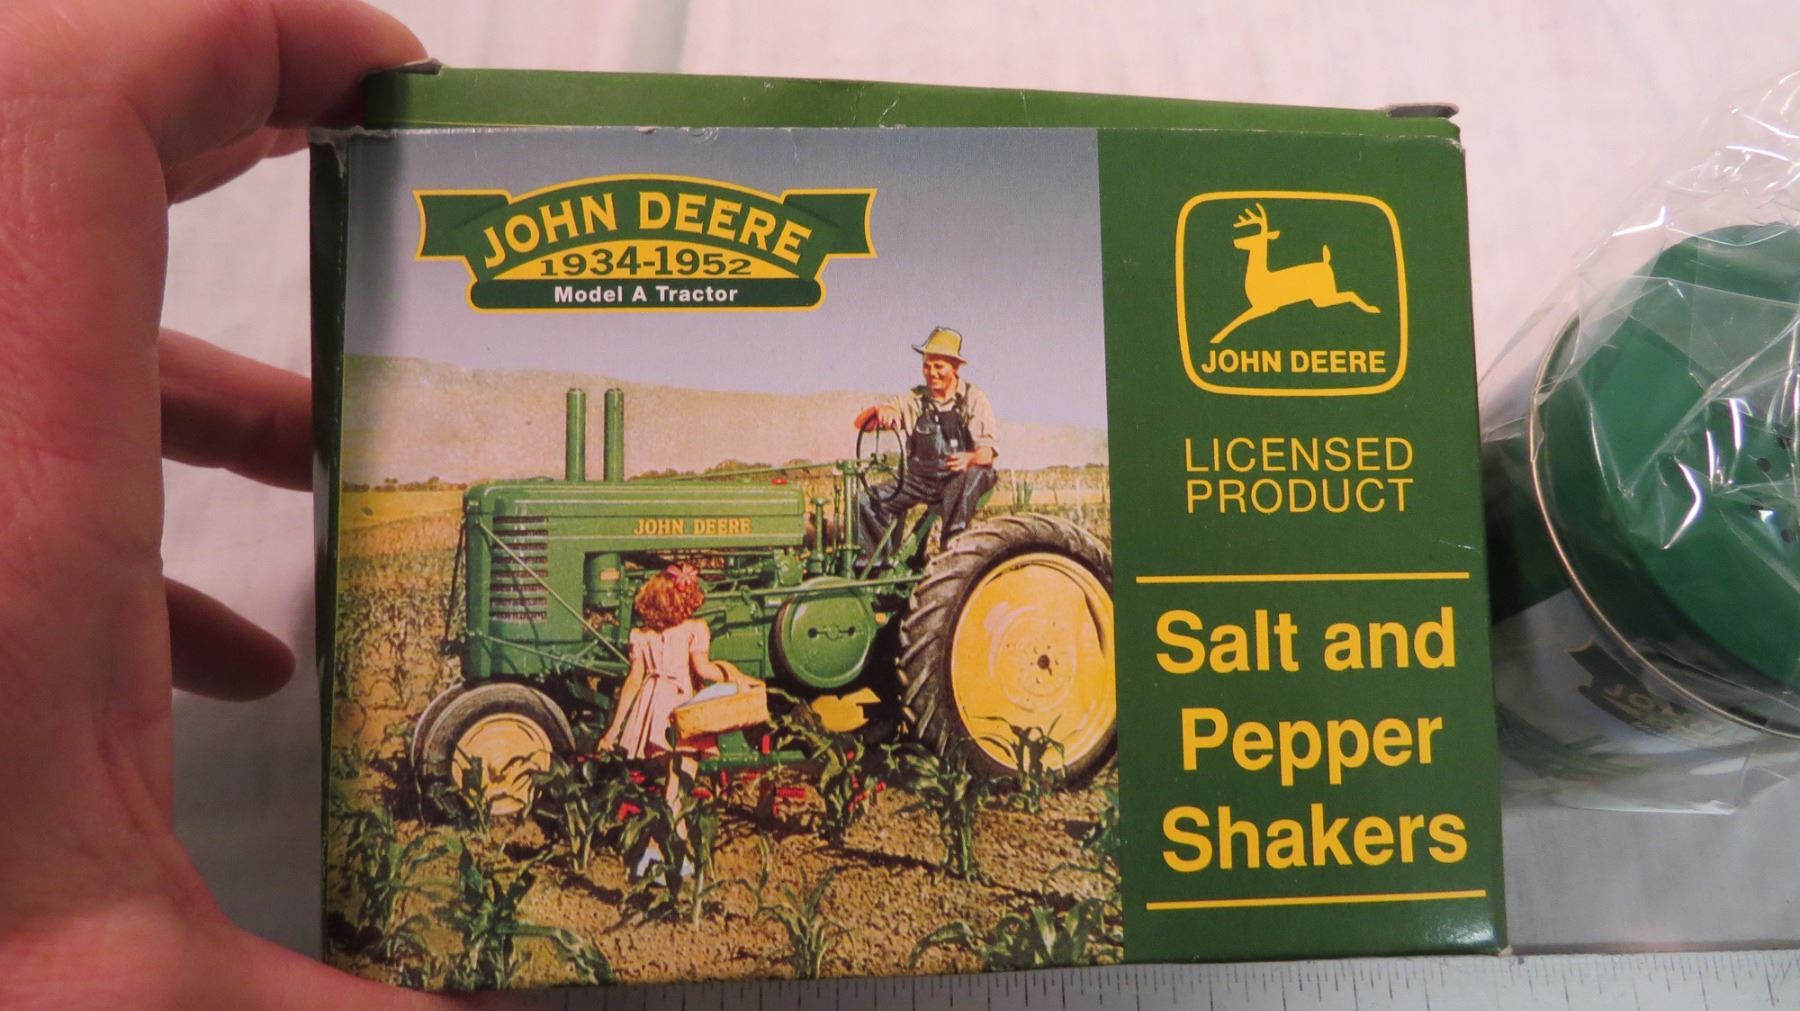 JOHN DEERE
1934-1952
Model A Tractor
JOHN DEERE
JOHN DEERE
LICENSED
PRODUCT
Salt and
Pepper
Shakers